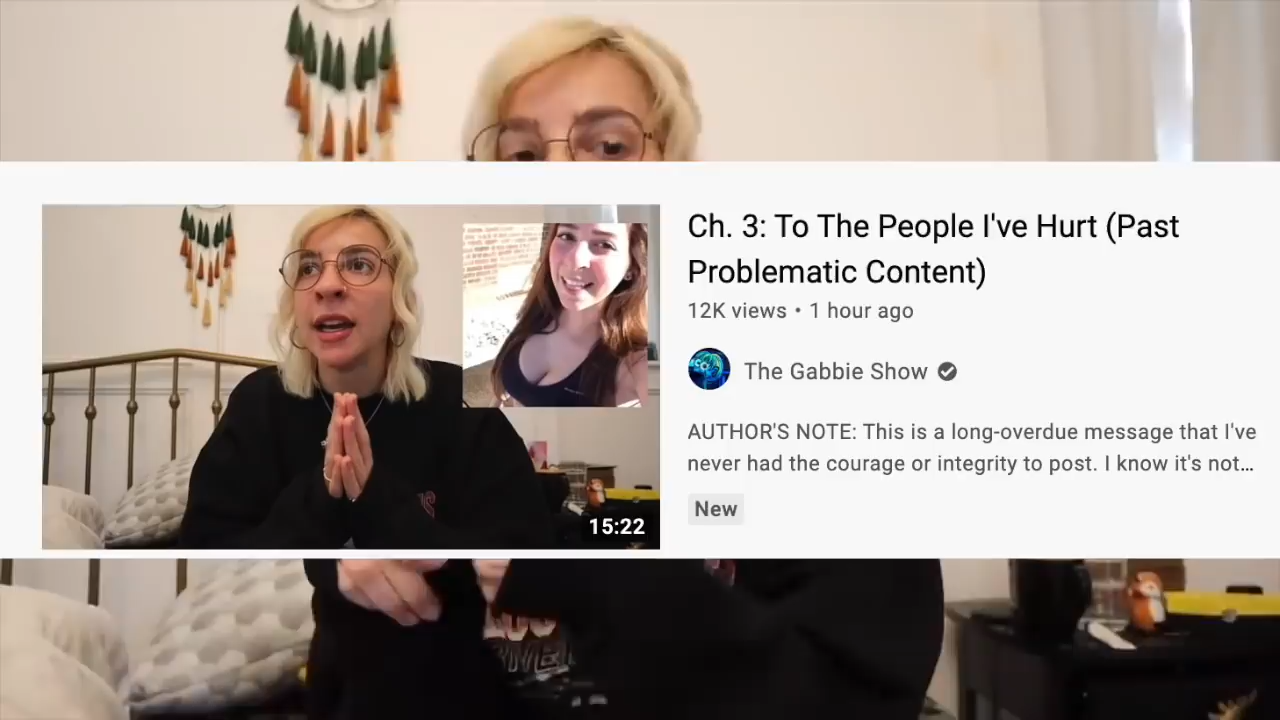 Ch. 3: To The People I've Hurt (Past
Problematic Content)
12K views • 1 hour ago
The Gabbie Show
AUTHOR'S NOTE: This is a long-overdue message that I've
never had the courage or integrity to post. I know it's not...
New
15:22